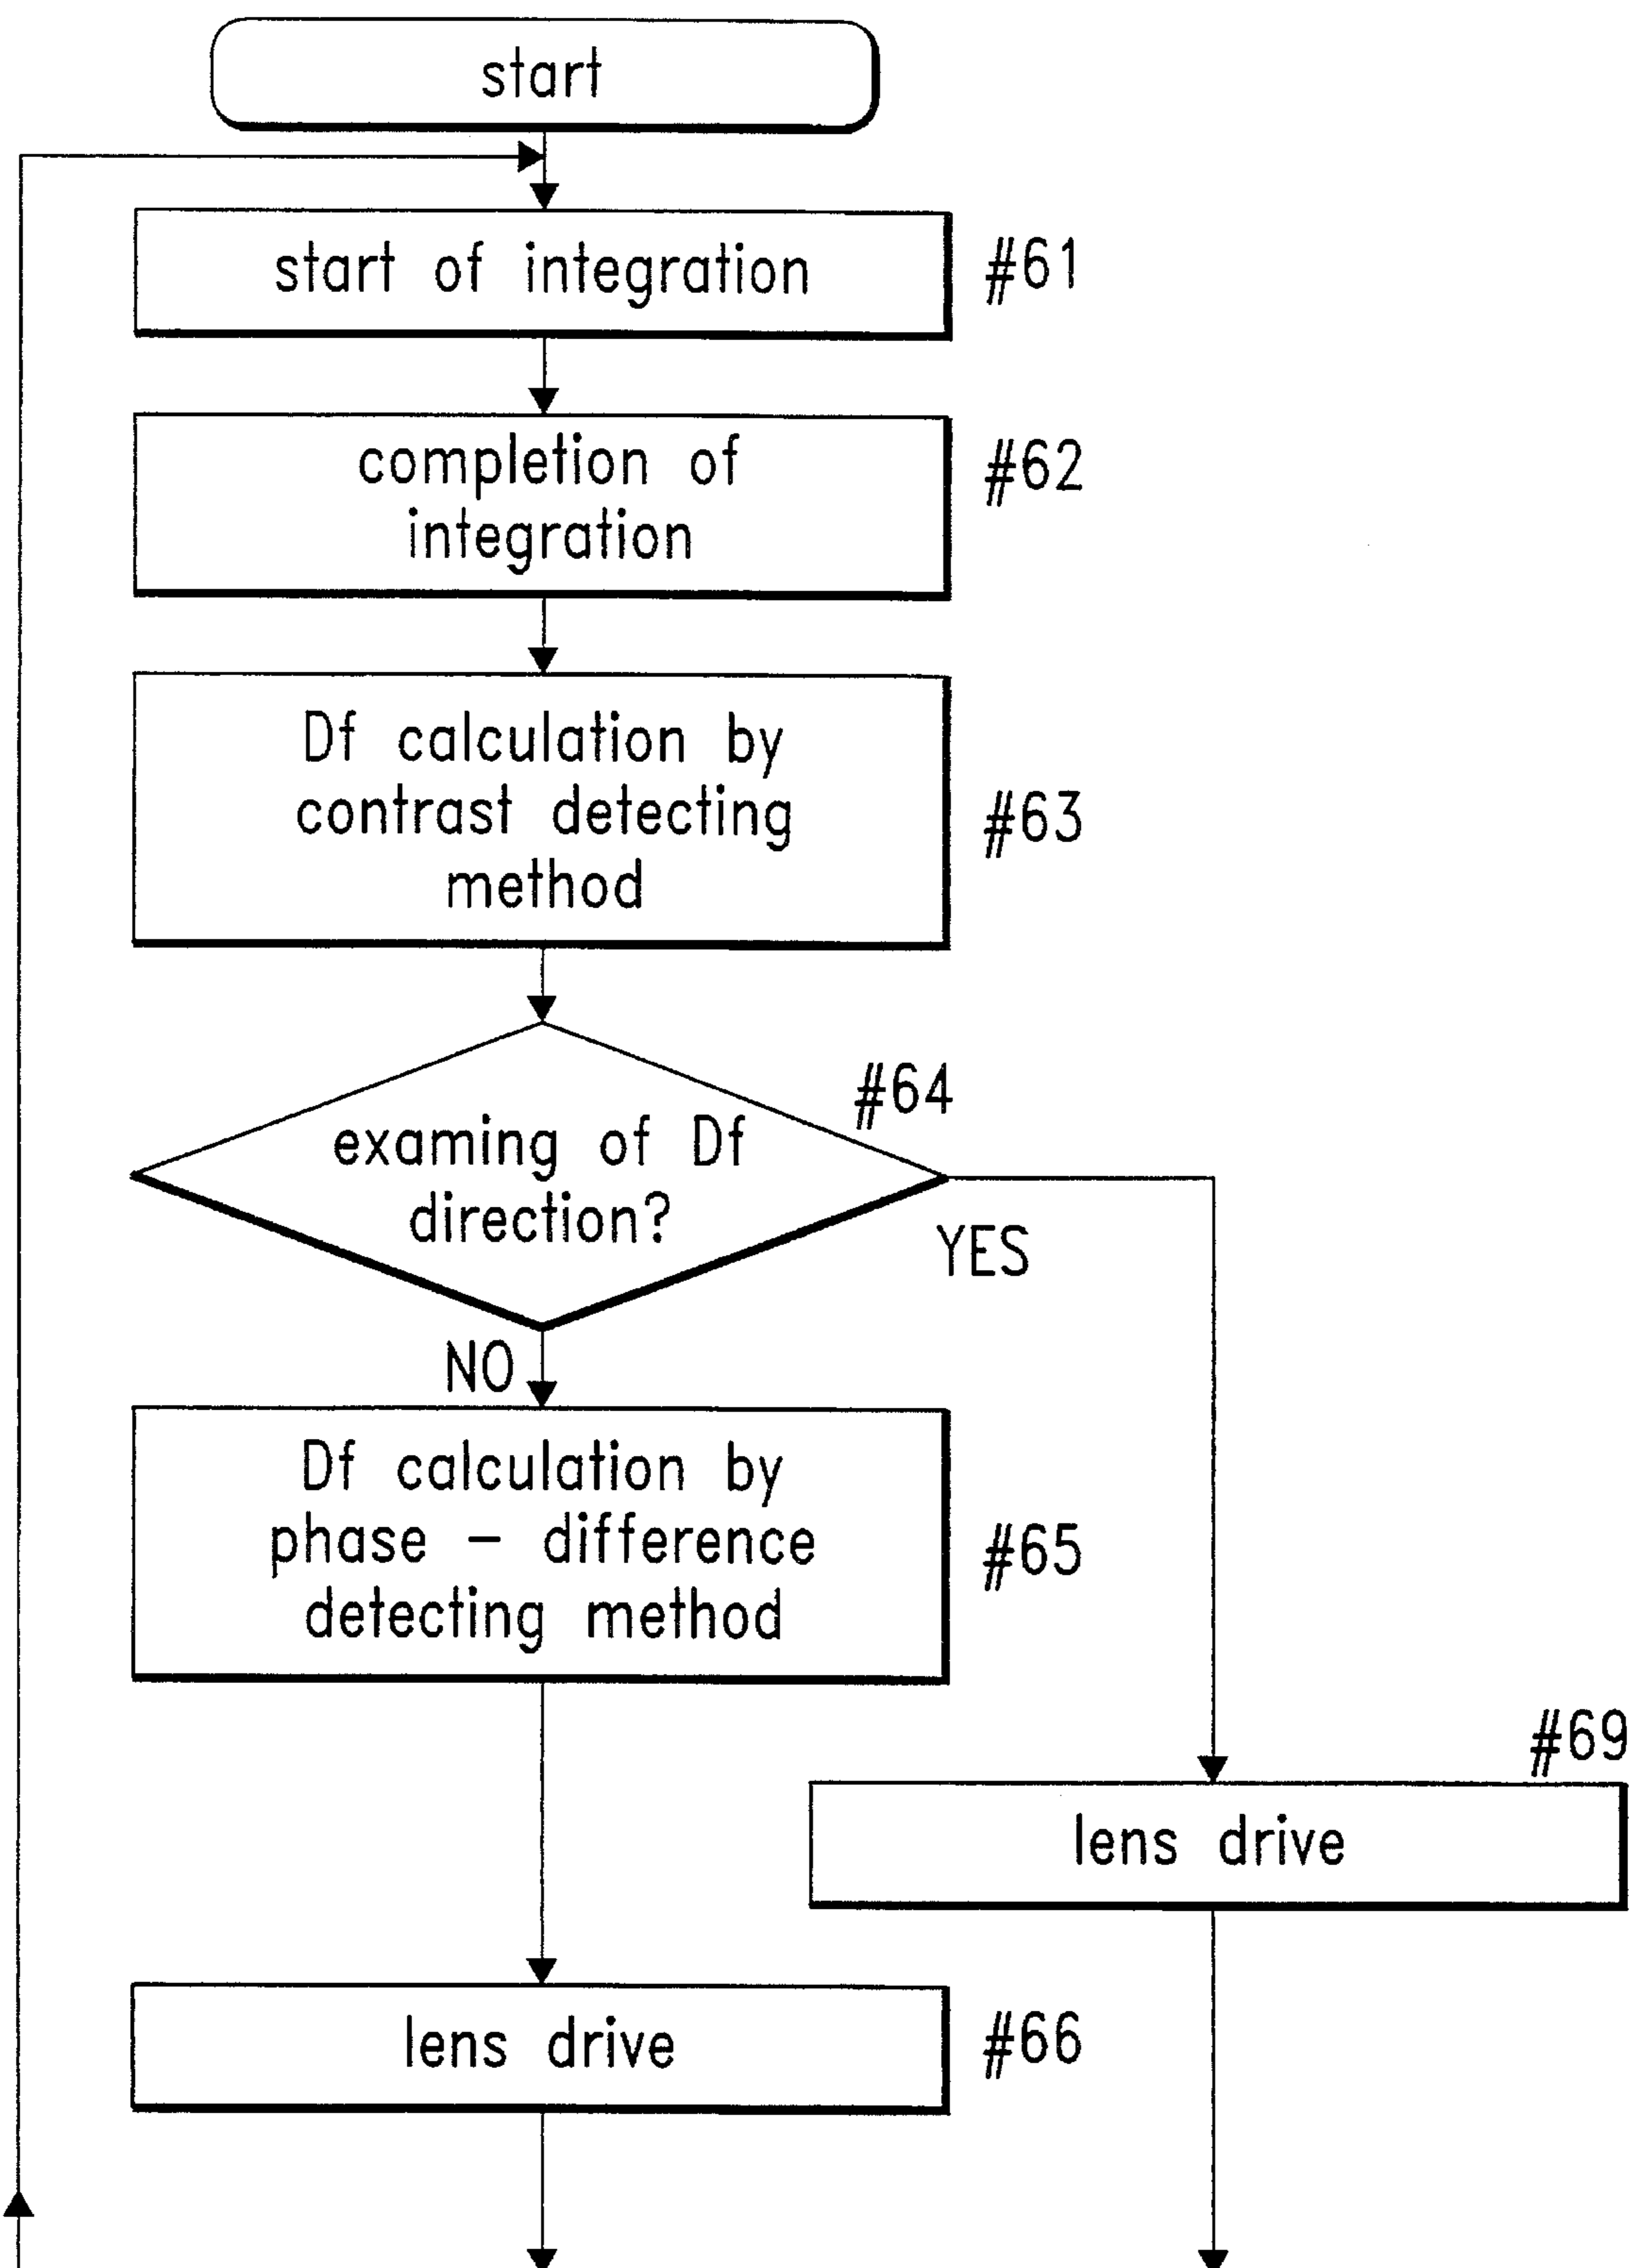 start
start of integration
#61
completion of
integration
#62
Df calculation by
contrast detecting
method
#63
#64
examing of Df
direction?
YES
NO
Df calculation by
phase - difference
detecting method
#65
#69
lens drive
lens drive
#66